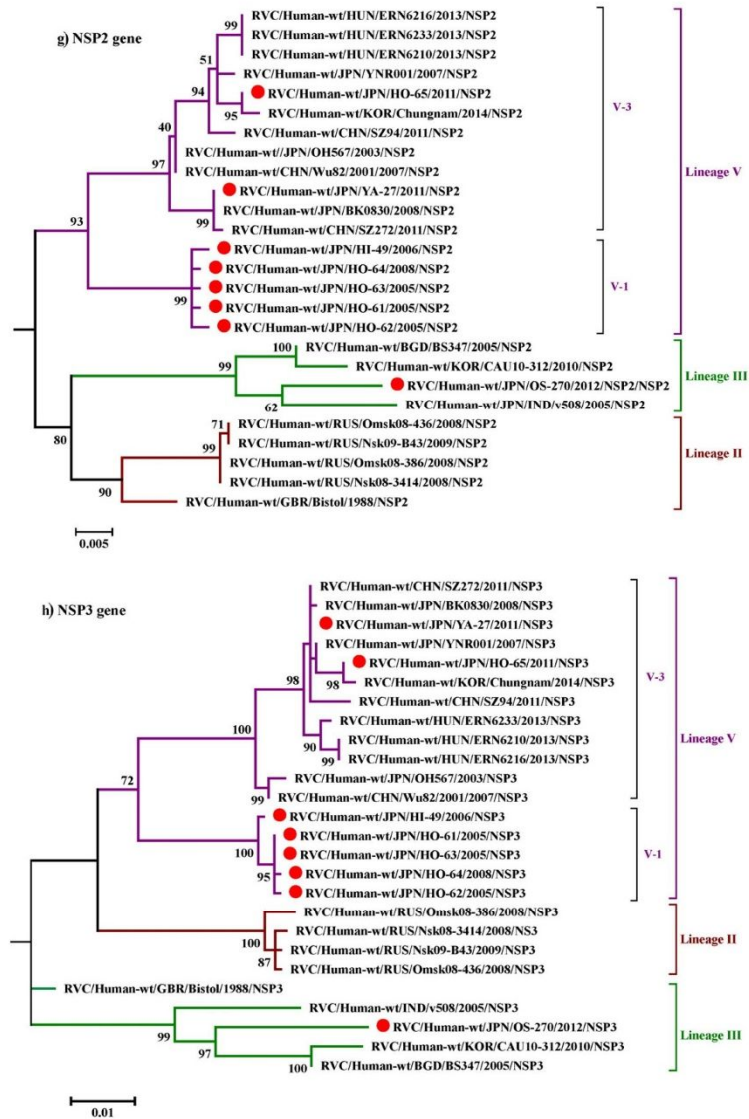 g) NSP2 gene
RVC/Human-wt/HUN/ERN6216/2013/NSP2
RVC/Human-wt/HUN/ERN6233/2013/NSP2
RVC/Human-wt/HUN/ERN6210/2013/NSP2
RVC/Human-wt/JPN/YNR001/2007/NSP2
RVC/Human-wt/JPN/HO-65/2011/NSP2
RVC/Human-wt/KOR/Chungnam/2014/NSP2
RVC/Human-wt/CHN/SZ94/2011/NSP2
RVC/Human-wt//JPN/OH567/2003/NSP2
RVC/Human-wt/CHN/Wu82/2001/2007/NSP2
RVC/Human-wt/JPN/YA-27/2011/NSP2
RVC/Human-wt/JPN/BK0830/2008/NSP2
RVC/Human-wt/CHN/SZ272/2011/NSP2
RVC/Human-wt/JPN/HI-49/2006/NSP2
RVC/Human-wt/JPN/HO-64/2008/NSP2
RVC/Human-wt/JPN/HO-63/2005/NSP2
RVC/Human-wt/JPN/HO-61/2005/NSP2
RVC/Human-wt/JPN/HO-62/2005/NSP2
RVC/Human-wt/BGD/BS347/2005/NSP2
RVC/Human-wt/KOR/CAU10-312/2010/NSP2
RVC/Human-wt/JPN/OS-270/2012/NSP2/NSP2
RVC/Human-wt/JPN/IND/v508/2005/NSP2
RVC/Human-wt/RUS/Omsk08-436/2008/NSP2
RVC/Human-wt/RUS/Nsk09-B43/2009/NSP2
RVC/Human-wt/RUS/Omsk08-386/2008/NSP2
RVC/Human-wt/RUS/Nsk08-3414/2008/NSP2
RVC/Human-wt/GBR/Bistol/1988/NSP2
99
51
94
95
40
97
99
93
99
100
99
62
80
71
99
90
V-3
V-1
Lineage V
Lineage III
Lineage II
0.005
h) NSP3 gene
RVC/Human-wt/CHN/SZ272/2011/NSP3
RVC/Human-wt/JPN/BK0830/2008/NSP3
RVC/Human-wt/JPN/YA-27/2011/NSP3
RVC/Human-wt/JPN/YNR001/2007/NSP3
RVC/Human-wt/JPN/HO-65/2011/NSP3
RVC/Human-wt/KOR/Chungnam/2014/NSP3
RVC/Human-wt/CHN/SZ94/2011/NSP3
RVC/Human-wt/HUN/ERN6233/2013/NSP3
RVC/Human-wt/HUN/ERN6210/2013/NSP3
RVC/Human-wt/HUN/ERN6216/2013/NSP3
RVC/Human-wt/JPN/OH567/2003/NSP3
RVC/Human-wt/CHN/Wu82/2001/2007/NSP3
RVC/Human-wt/JPN/HI-49/2006/NSP3
RVC/Human-wt/JPN/HO-61/2005/NSP3
RVC/Human-wt/JPN/HO-63/2005/NSP3
RVC/Human-wt/JPN/HO-64/2008/NSP3
RVC/Human-wt/JPN/HO-62/2005/NSP3
RVC/Human-wt/RUS/Omsk08-386/2008/NSP3
RVC/Human-wt/RUS/Nsk08-3414/2008/NS3
RVC/Human-wt/RUS/Nsk09-B43/2009/NSP3
RVC/Human-wt/RUS/Omsk08-436/2008/NSP3
RVC/Human-wt/GBR/Bistol/1988/NSP3
RVC/Human-wt/IND/v508/2005/NSP3
RVC/Human-wt/JPN/OS-270/2012/NSP3
RVC/Human-wt/KOR/CAU10-312/2010/NSP3
RVC/Human-wt/BGD/BS347/2005/NSP3
98
98
100
90
99
72
99
100
95
100
87
99
97
100
V-3
V-1
Lineage V
Lineage II
Lineage III
0.01